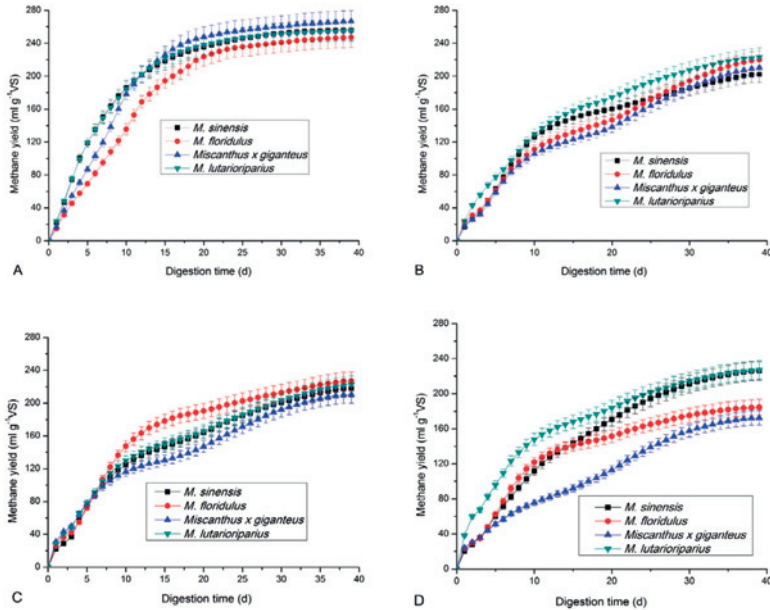 280
240
200
160
120
80
40
0
Methane yield (ml g⁻¹VS)
M. sinensis
M. floridulus
Miscanthus x giganteus
M. lutarioriparius
0 5 10 15 20 25 30 35 40
A Digestion time (d)
280
240
200
160
120
80
40
0
Methane yield (ml g⁻¹VS)
M. sinensis
M. floridulus
Miscanthus x giganteus
M. lutarioriparius
0 10 20 30 40
B Digestion time (d)
280
240
200
160
120
80
40
0
Methane yield (ml g⁻¹VS)
M. sinensis
M. floridulus
Miscanthus x giganteus
M. lutarioriparius
0 5 10 15 20 25 30 35 40
C Digestion time (d)
280
240
200
160
120
80
40
0
Methane yield (ml g⁻¹VS)
M. sinensis
M. floridulus
Miscanthus x giganteus
M. lutarioriparius
0 10 20 30 40
Digestion time (d) D